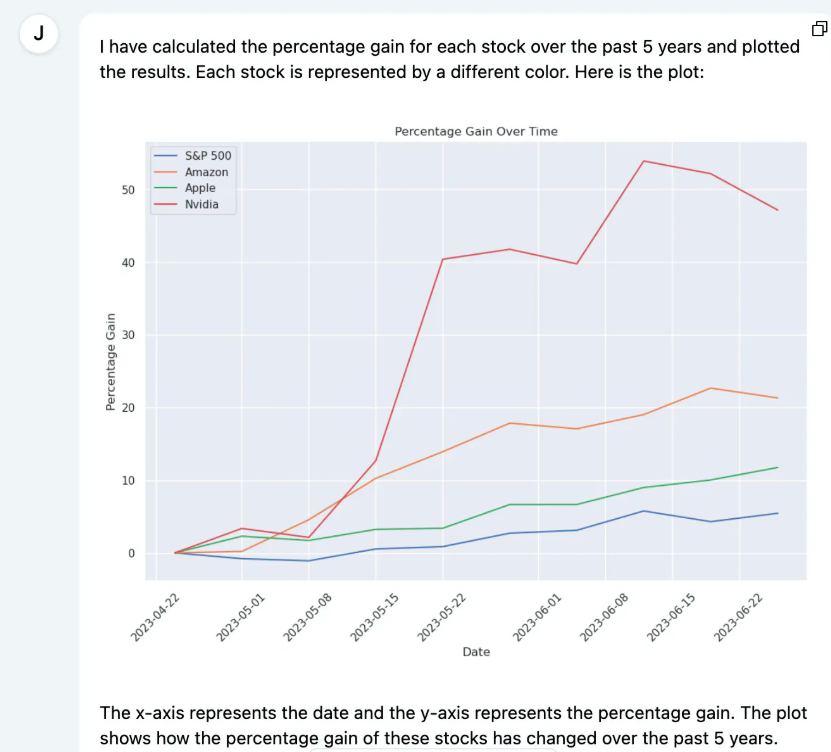 J
I have calculated the percentage gain for each stock over the past 5 years and plotted
the results. Each stock is represented by a different color. Here is the plot:
Percentage Gain Over Time
S&P 500
Amazon
Apple
Nvidia
Percentage Gain
50
40
30
20
10
0
2023-04-22
2023-05-01
2023-05-08
2023-05-15
2023-05-22
2023-06-01
2023-06-08
2023-06-15
2023-06-22
Date
The x-axis represents the date and the y-axis represents the percentage gain. The plot
shows how the percentage gain of these stocks has changed over the past 5 years.